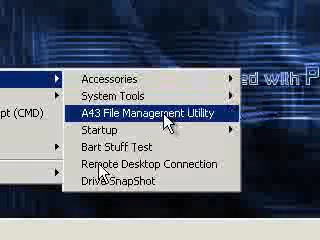 ed with P
Accessories
System Tools
A43 File Management Utility
pt (CMD)
Startup
Bart Stuff Test
Remote Desktop Connection
Drive SnapShot